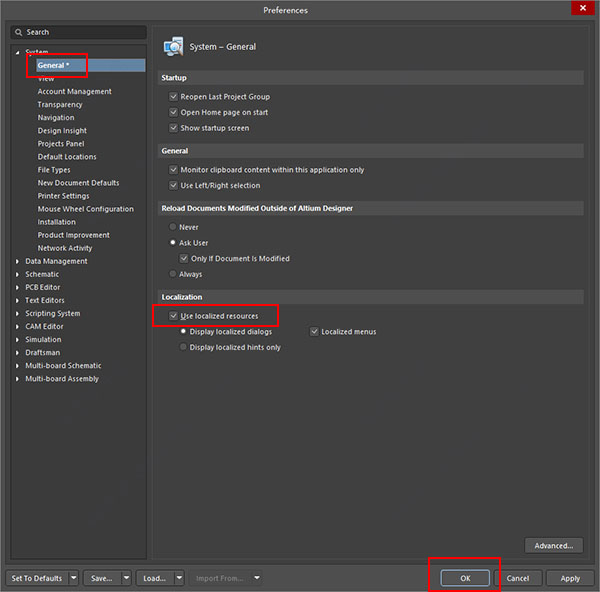 Preferences
Search
System
General *
View
Account Management
Transparency
Navigation
Design Insight
Projects Panel
Default Locations
File Types
New Document Defaults
Printer Settings
Mouse Wheel Configuration
Installation
Product Improvement
Network Activity
Data Management
Schematic
PCB Editor
Text Editors
Scripting System
CAM Editor
Simulation
Draftsman
Multi-board Schematic
Multi-board Assembly
System – General
Startup
Reopen Last Project Group
Open Home page on start
Show startup screen
General
Monitor clipboard content within this application only
Use Left/Right selection
Reload Documents Modified Outside of Altium Designer
Never
Ask User
Only If Document Is Modified
Always
Localization
Use localized resources
Display localized dialogs
Localized menus
Display localized hints only
Advanced...
Set To Defaults
Save...
Load...
Import From...
OK
Cancel
Apply